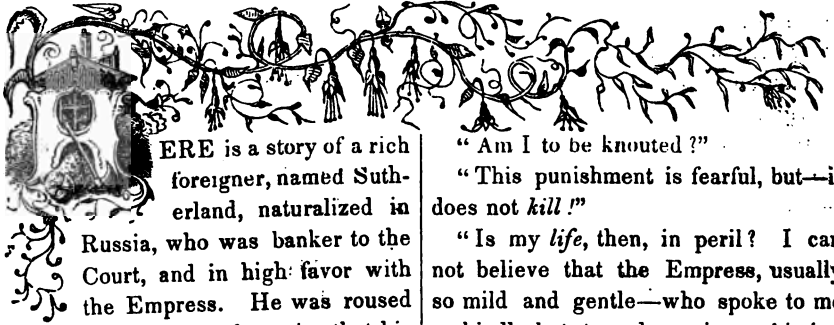 ERE is a story of a rich
foreigner, named Suth-
erland, naturalized in
Russia, who was banker to the
Court, and in high favor with
the Empress. He was roused
“ Am I to be knouted ?”
“ This punishment is fearful, but—i
does not kill !”
“ Is my life, then, in peril ? I can
not believe that the Empress, usually
so mild and gentle—who spoke to me